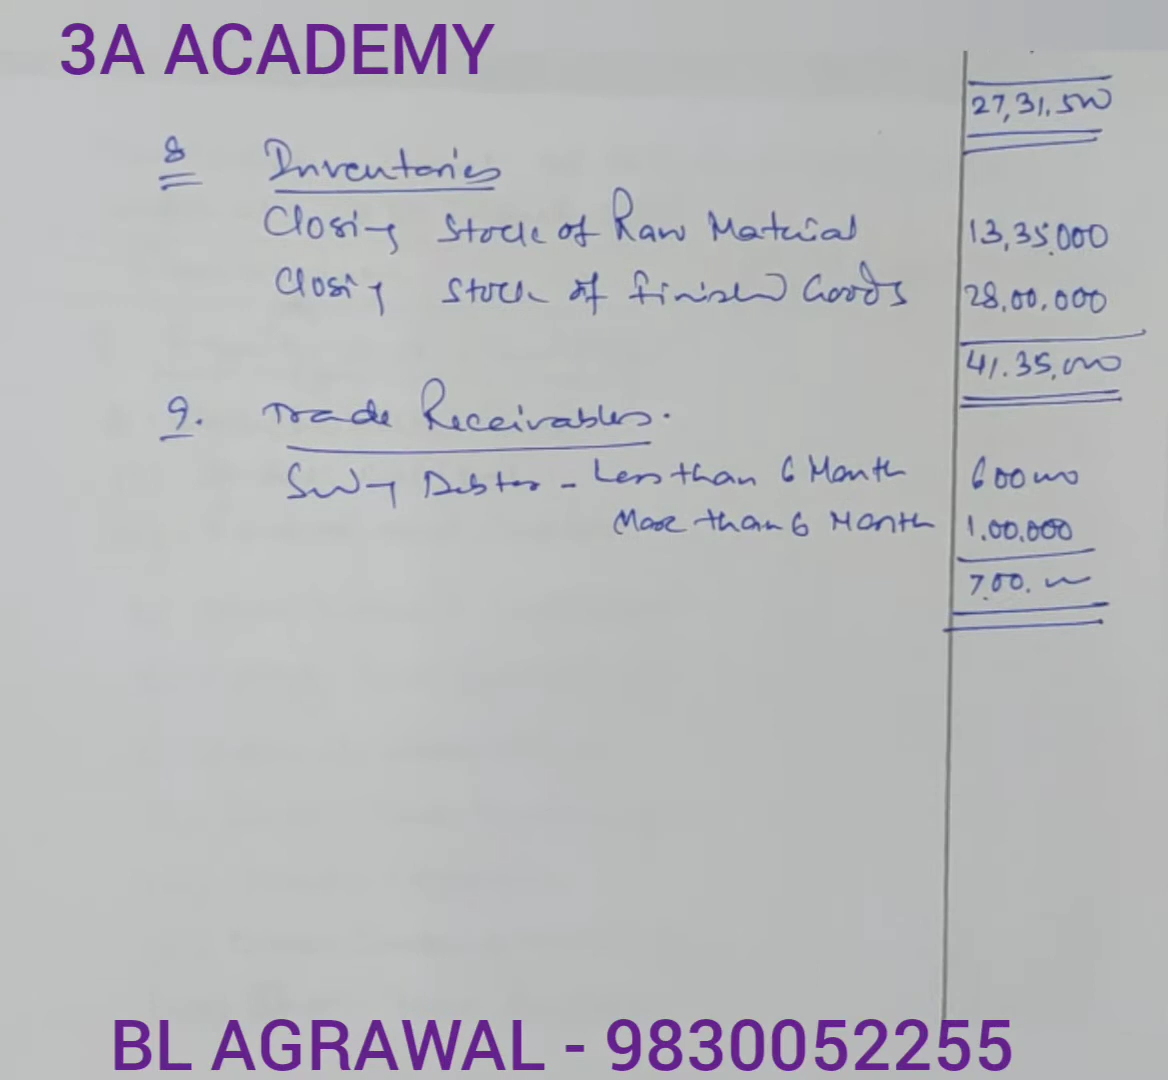 3A ACADEMY
27,31,500
8 Inventories
Closing Stock of Raw Material 13,35,000
Closing Stock of Finished Goods 28,00,000
41,35,000
9. Trade Receivables.
Sundry Debtor - Less than 6 Month 600000
More than 6 Month 1,00,000
7,00,000
BL AGRAWAL - 9830052255